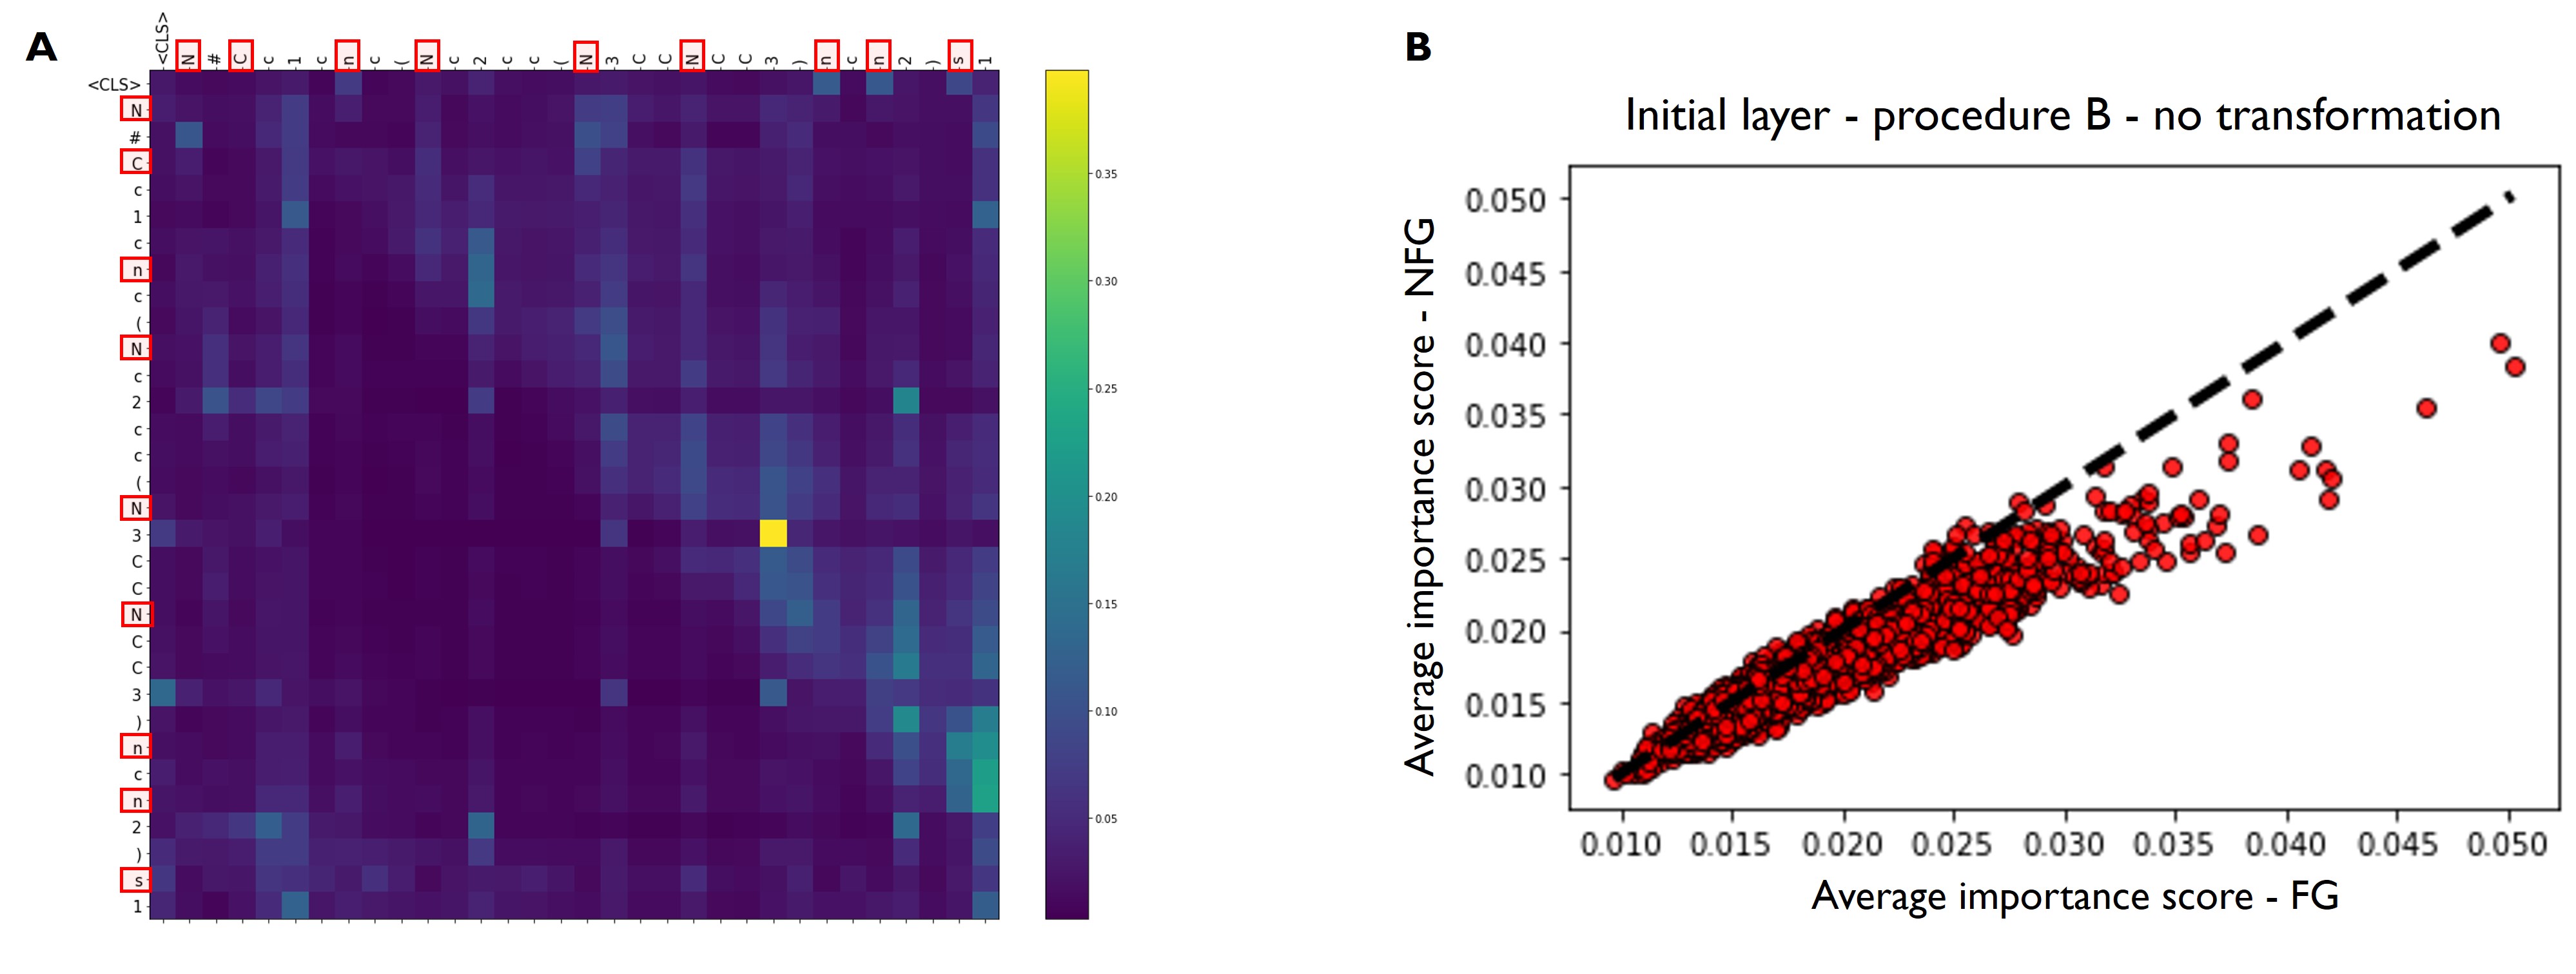 A
<CLS> N # C c 1 c n c ( N c 2 c c ( N 3 C C N C C 3 ) n c n 2 ) s 1
<CLS>
N
#
C
c
1
c
n
c
(
N
c
2
c
c
(
N
3
C
C
N
C
C
3
)
n
c
n
2
)
s
1
0.35
0.30
0.25
0.20
0.15
0.10
0.05
B
Initial layer - procedure B - no transformation
Average importance score - NFG
0.050
0.045
0.040
0.035
0.030
0.025
0.020
0.015
0.010
0.010 0.015 0.020 0.025 0.030 0.035 0.040 0.045 0.050
Average importance score - FG